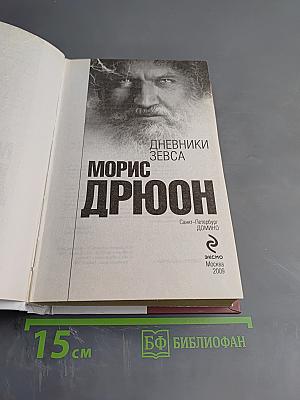 ДНЕВНИКИ
ЗЕВСА
МОРИС
ДРЮОН
Санкт-Петербург
ДОМИНО
ЭКСМО
Москва
2009
15 см
БФ БИБЛИОФАН